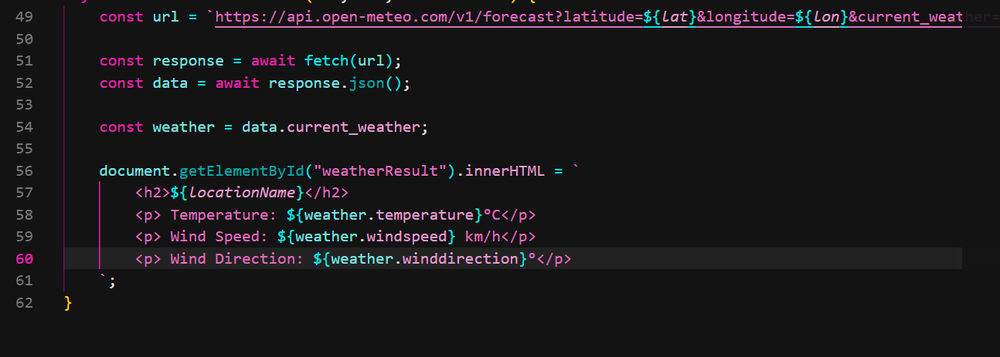 49 const url = `https://api.open-meteo.com/v1/forecast?latitude=${lat}&longitude=${lon}&current_weather=
50
51 const response = await fetch(url);
52 const data = await response.json();
53
54 const weather = data.current_weather;
55
56 document.getElementById("weatherResult").innerHTML = `
57 <h2>${locationName}</h2>
58 <p> Temperature: ${weather.temperature}°C</p>
59 <p> Wind Speed: ${weather.windspeed} km/h</p>
60 <p> Wind Direction: ${weather.winddirection}°</p>
61 `;
62 }